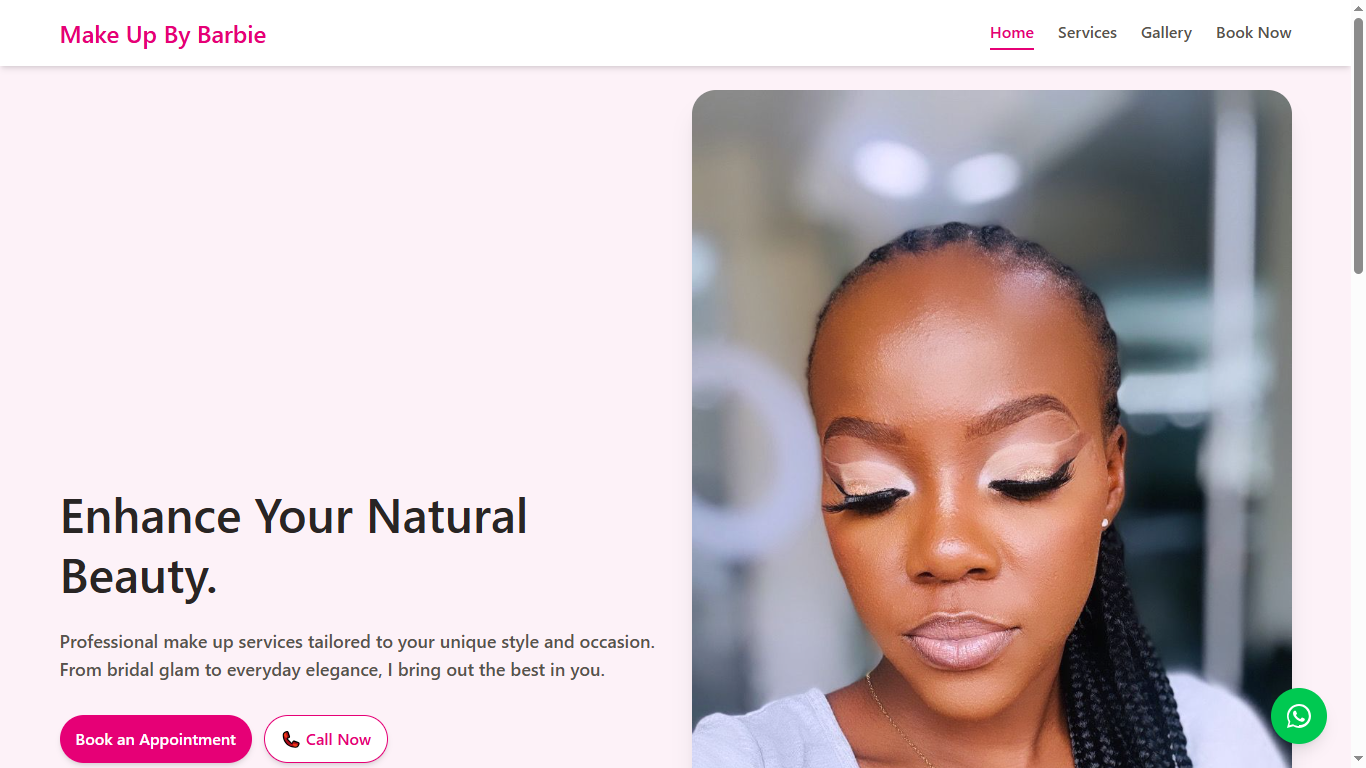 Make Up By Barbie
Home
Services
Gallery
Book Now
Enhance Your Natural
Beauty.
Professional make up services tailored to your unique style and occasion.
From bridal glam to everyday elegance, I bring out the best in you.
Book an Appointment
Call Now